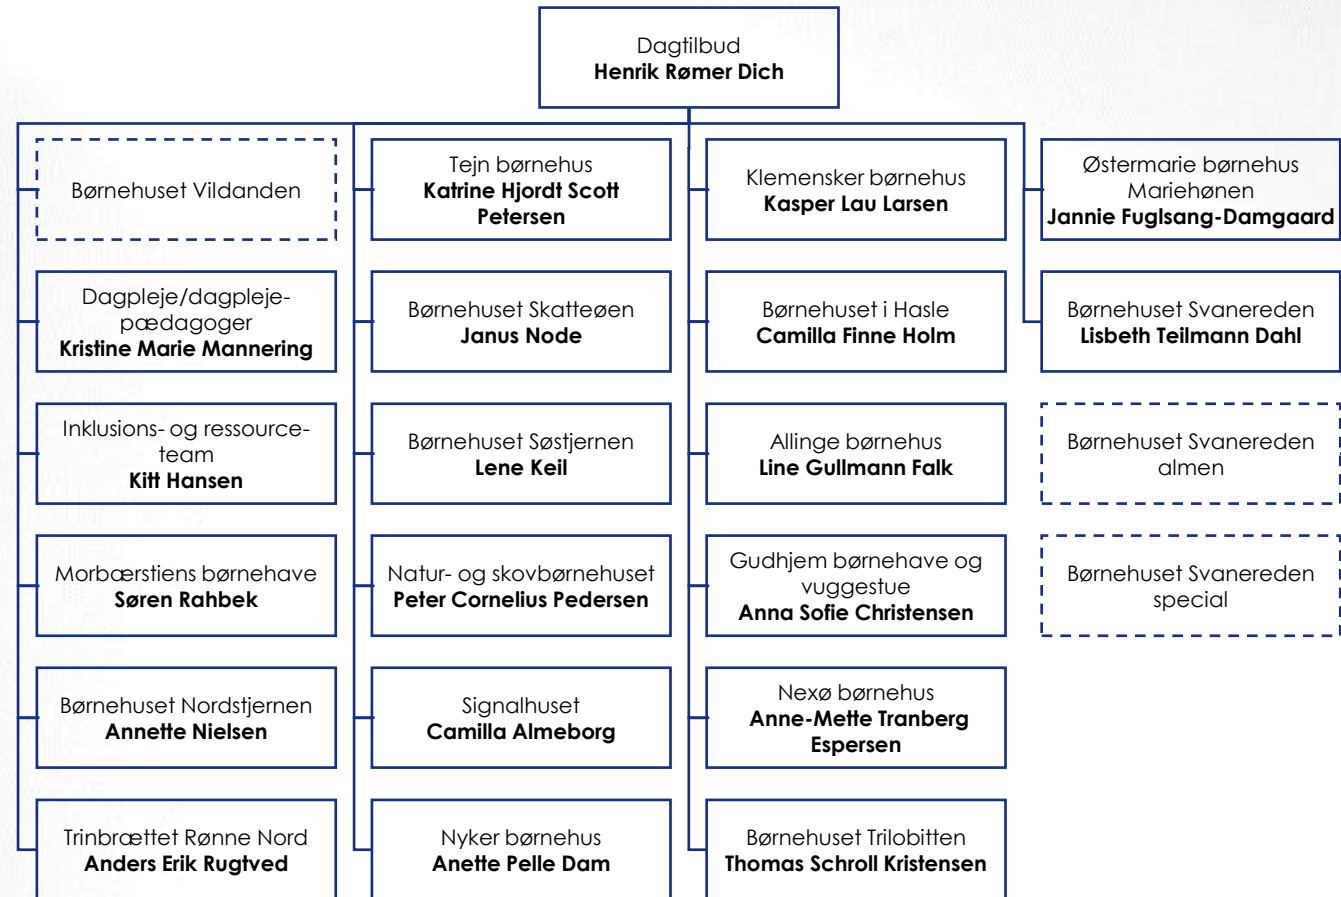 Dagtilbud
Henrik Rømer Dich
Børnehuset Vildanden
Tejn børnehus
Katrine Hjordt Scott
Petersen
Klemensker børnehus
Kasper Lau Larsen
Østermarie børnehus
Mariehønen
Jannie Fuglsang-Damgaard
Dagpleje/dagpleje-
pædagoger
Kristine Marie Mannering
Børnehuset Skatteøen
Janus Node
Børnehuset i Hasle
Camilla Finne Holm
Børnehuset Svanereden
Lisbeth Teilmann Dahl
Inklusions- og ressource-
team
Kitt Hansen
Børnehuset Søstjernen
Lene Keil
Allinge børnehus
Line Gullmann Falk
Børnehuset Svanereden
almen
Morbærstiens børnehave
Søren Rahbek
Natur- og skovbørnehuset
Peter Cornelius Pedersen
Gudhjem børnehave og
vuggestue
Anna Sofie Christensen
Børnehuset Svanereden
special
Børnehuset Nordstjernen
Annette Nielsen
Signalhuset
Camilla Almeborg
Nexø børnehus
Anne-Mette Tranberg
Espersen
Trinbrættet Rønne Nord
Anders Erik Rugtved
Nyker børnehus
Anette Pelle Dam
Børnehuset Trilobitten
Thomas Schroll Kristensen